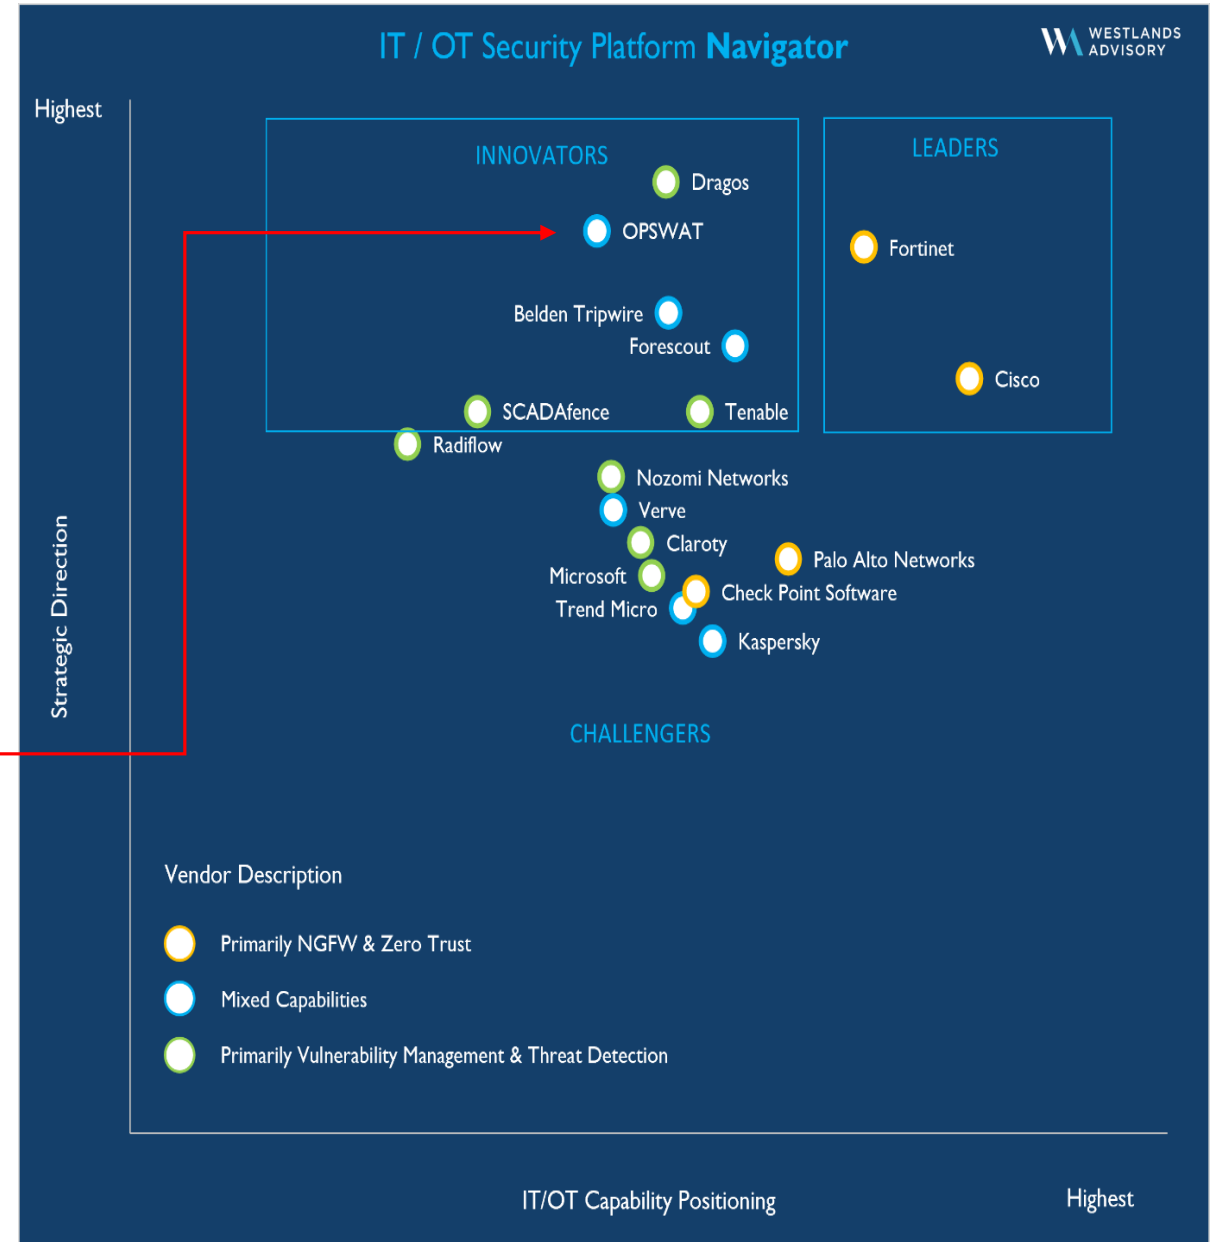 IT / OT Security Platform Navigator
WESTLANDS
ADVISORY
Highest
INNOVATORS
LEADERS
Dragos
OPSWAT
Fortinet
Belden Tripwire
Forescout
Cisco
SCADAfence
Tenable
Radiflow
Nozomi Networks
Verve
Claroty
Palo Alto Networks
Microsoft
Check Point Software
Trend Micro
Kaspersky
Strategic Direction
CHALLENGERS
Vendor Description
Primarily NGFW & Zero Trust
Mixed Capabilities
Primarily Vulnerability Management & Threat Detection
IT/OT Capability Positioning
Highest